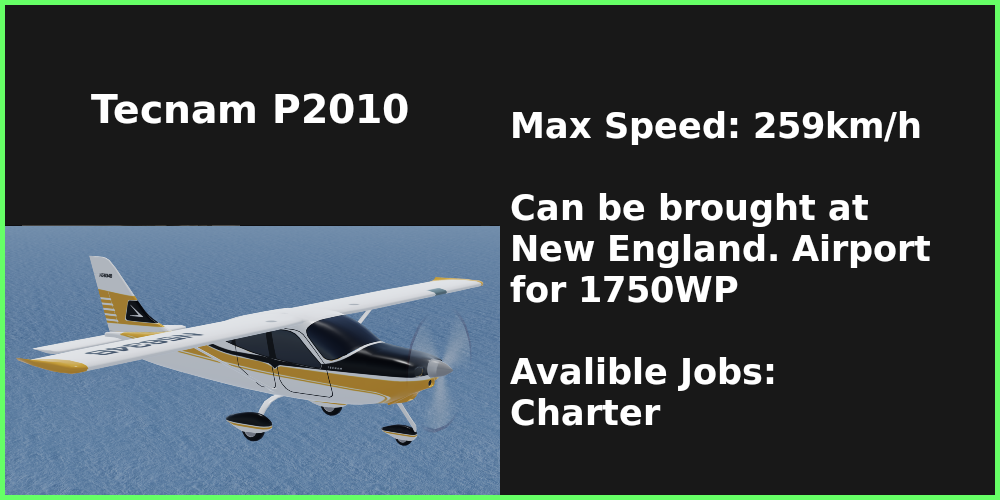 Tecnam P2010
Max Speed: 259km/h
Can be brought at
New England. Airport
for 1750WP
Avalible Jobs:
Charter